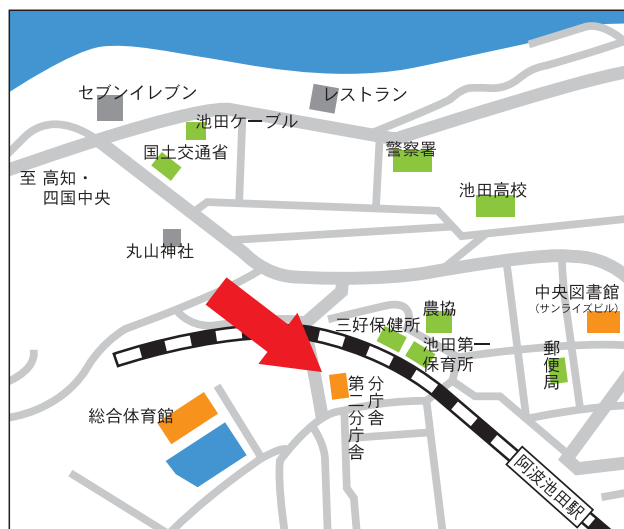 セブンイレブン
レストラン
池田ケーブル
国土交通省
警察署
至 高知・
四国中央
池田高校
丸山神社
中央図書館
(サンライズビル)
農協
三好保健所
池田第一
保育所
郵便局
分庁舎
第二分庁舎
総合体育館
阿波池田駅